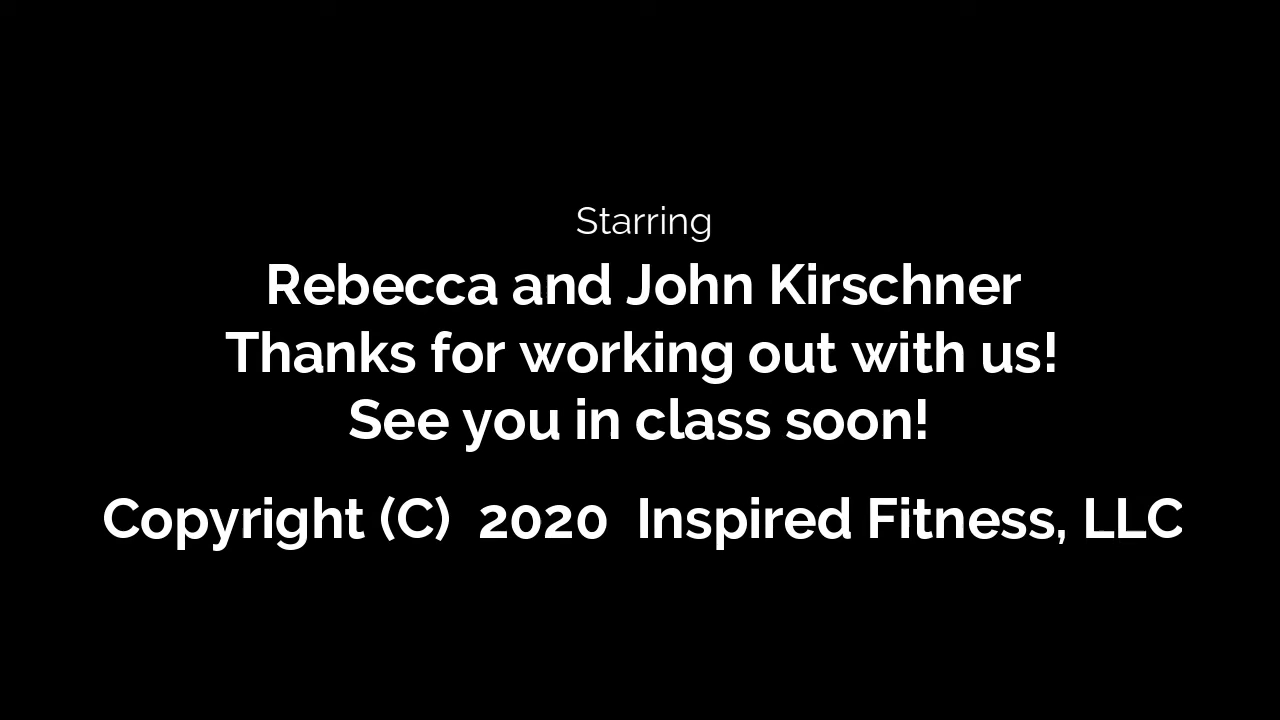 Starring
Rebecca and John Kirschner
Thanks for working out with us!
See you in class soon!
Copyright (C)  2020  Inspired Fitness, LLC